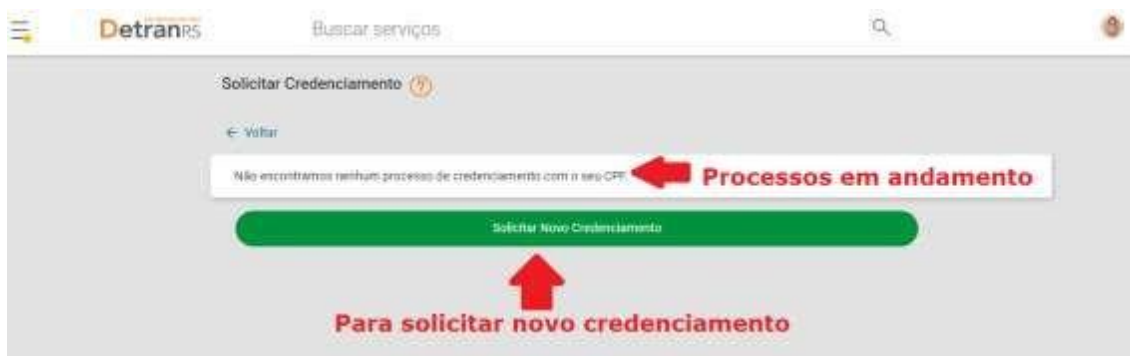 DetranRS
Buscar serviços
Solicitar Credenciamento ?
← Voltar
Não encontramos nenhum processo de credenciamento com o seu CPF.
Processos em andamento
Solicitar Novo Credenciamento
Para solicitar novo credenciamento